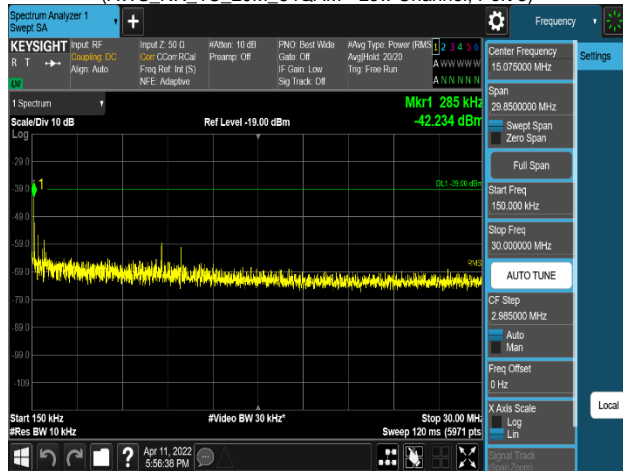 Spectrum Analyzer 1
Swept SA
+
Frequency
KEYSIGHT
R T
Input: RF
Coupling: DC
Align: Auto
Input Z: 50 Ω
Corr CCorr RCal
Freq Ref: Int (S)
NFE: Adaptive
#Atten: 10 dB
Preamp: Off
PNO: Best Wide
Gate: Off
IF Gain: Low
Sig Track: Off
#Avg Type: Power (RMS
Avg|Hold: 20/20
Trig: Free Run
1 2 3 4 5 6
A W W W W W
A N N N N N
Center Frequency
15.075000 MHz
Settings
Span
29.8500000 MHz
Swept Span
Zero Span
Full Span
Start Freq
150.000 kHz
Stop Freq
30.000000 MHz
AUTO TUNE
CF Step
2.985000 MHz
Auto
Man
Freq Offset
0 Hz
X Axis Scale
Log
Lin
Local
Signal Track
(Span Zoom)
1 Spectrum
Scale/Div 10 dB
Log
Ref Level -19.00 dBm
Mkr1 285 kHz
-42.234 dBm
1
DL1 -39.00 dBm
RMS
-29.0
-39.0
-49.0
-59.0
-69.0
-79.0
-89.0
-99.0
-109
Start 150 kHz
#Res BW 10 kHz
#Video BW 30 kHz*
Stop 30.00 MHz
Sweep 120 ms (5971 pts)
?
Apr 11, 2022
5:56:38 PM